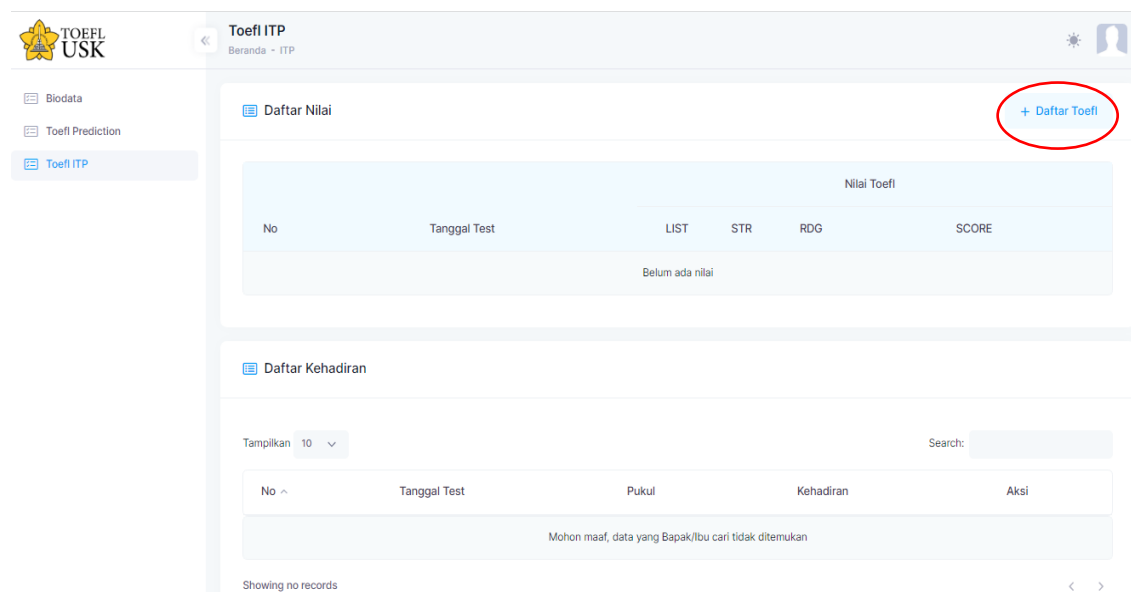 TOEFL
USK
Toefl ITP
Beranda - ITP
Biodata
Toefl Prediction
Toefl ITP
Daftar Nilai
+ Daftar Toefl
Nilai Toefl
No Tanggal Test LIST STR RDG SCORE
Belum ada nilai
Daftar Kehadiran
Tampilkan 10 Search:
No Tanggal Test Pukul Kehadiran Aksi
Mohon maaf, data yang Bapak/Ibu cari tidak ditemukan
Showing no records